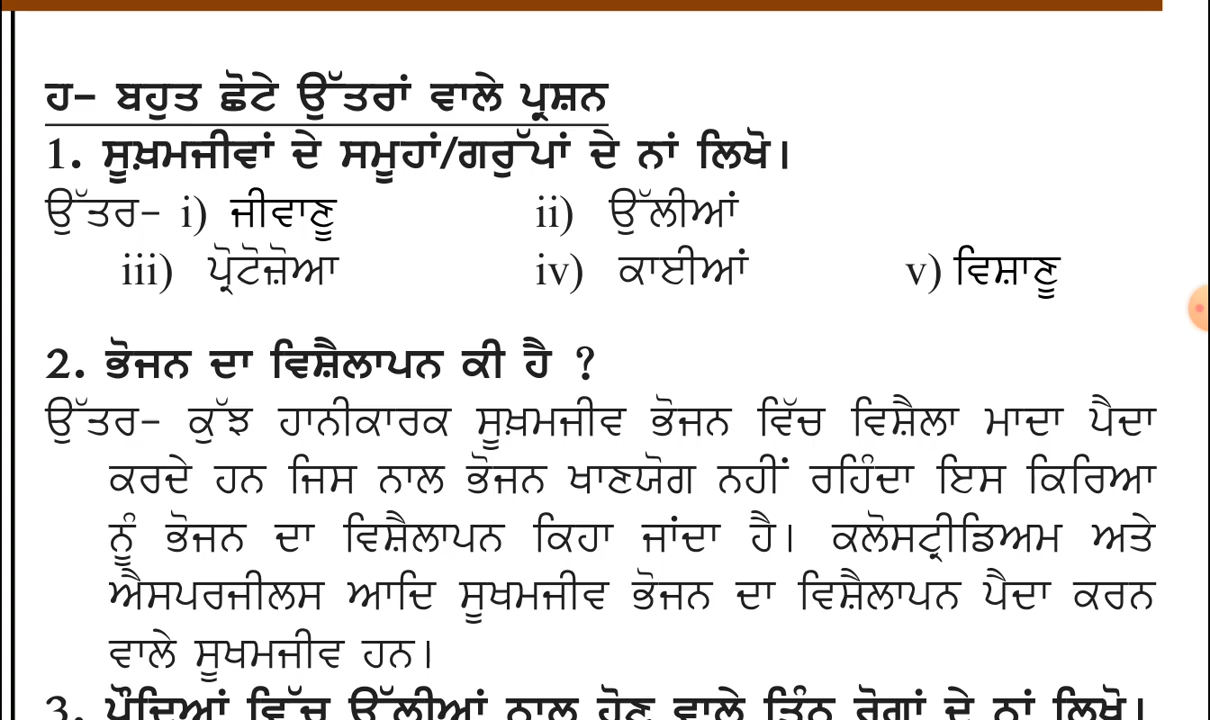 ਹ- ਬਹੁਤ ਛੋਟੇ ਉੱਤਰਾਂ ਵਾਲੇ ਪ੍ਰਸ਼ਨ
1. ਸੂਖ਼ਮਜੀਵਾਂ ਦੇ ਸਮੂਹਾਂ/ਗਰੁੱਪਾਂ ਦੇ ਨਾਂ ਲਿਖੋ।
ਉੱਤਰ- i) ਜੀਵਾਣੂ ii) ਉੱਲੀਆਂ
iii) ਪ੍ਰੋਟੋਜ਼ੋਆ iv) ਕਾਈਆਂ v) ਵਿਸ਼ਾਣੂ
2. ਭੋਜਨ ਦਾ ਵਿਸ਼ੈਲਾਪਨ ਕੀ ਹੈ ?
ਉੱਤਰ- ਕੁੱਝ ਹਾਨੀਕਾਰਕ ਸੂਖ਼ਮਜੀਵ ਭੋਜਨ ਵਿੱਚ ਵਿਸ਼ੈਲਾ ਮਾਦਾ ਪੈਦਾ
ਕਰਦੇ ਹਨ ਜਿਸ ਨਾਲ ਭੋਜਨ ਖਾਣਯੋਗ ਨਹੀਂ ਰਹਿੰਦਾ ਇਸ ਕਿਰਿਆ
ਨੂੰ ਭੋਜਨ ਦਾ ਵਿਸ਼ੈਲਾਪਨ ਕਿਹਾ ਜਾਂਦਾ ਹੈ। ਕਲੋਸਟ੍ਰੀਡਿਅਮ ਅਤੇ
ਐਸਪਰਜੀਲਸ ਆਦਿ ਸੂਖਮਜੀਵ ਭੋਜਨ ਦਾ ਵਿਸ਼ੈਲਾਪਨ ਪੈਦਾ ਕਰਨ
ਵਾਲੇ ਸੂਖਮਜੀਵ ਹਨ।
3. ਪੌਦਿਆਂ ਵਿੱਚ ਉੱਲੀਆਂ ਨਾਲ ਹੋਣ ਵਾਲੇ ਤਿੰਨ ਰੋਗਾਂ ਦੇ ਨਾਂ ਲਿਖੋ।